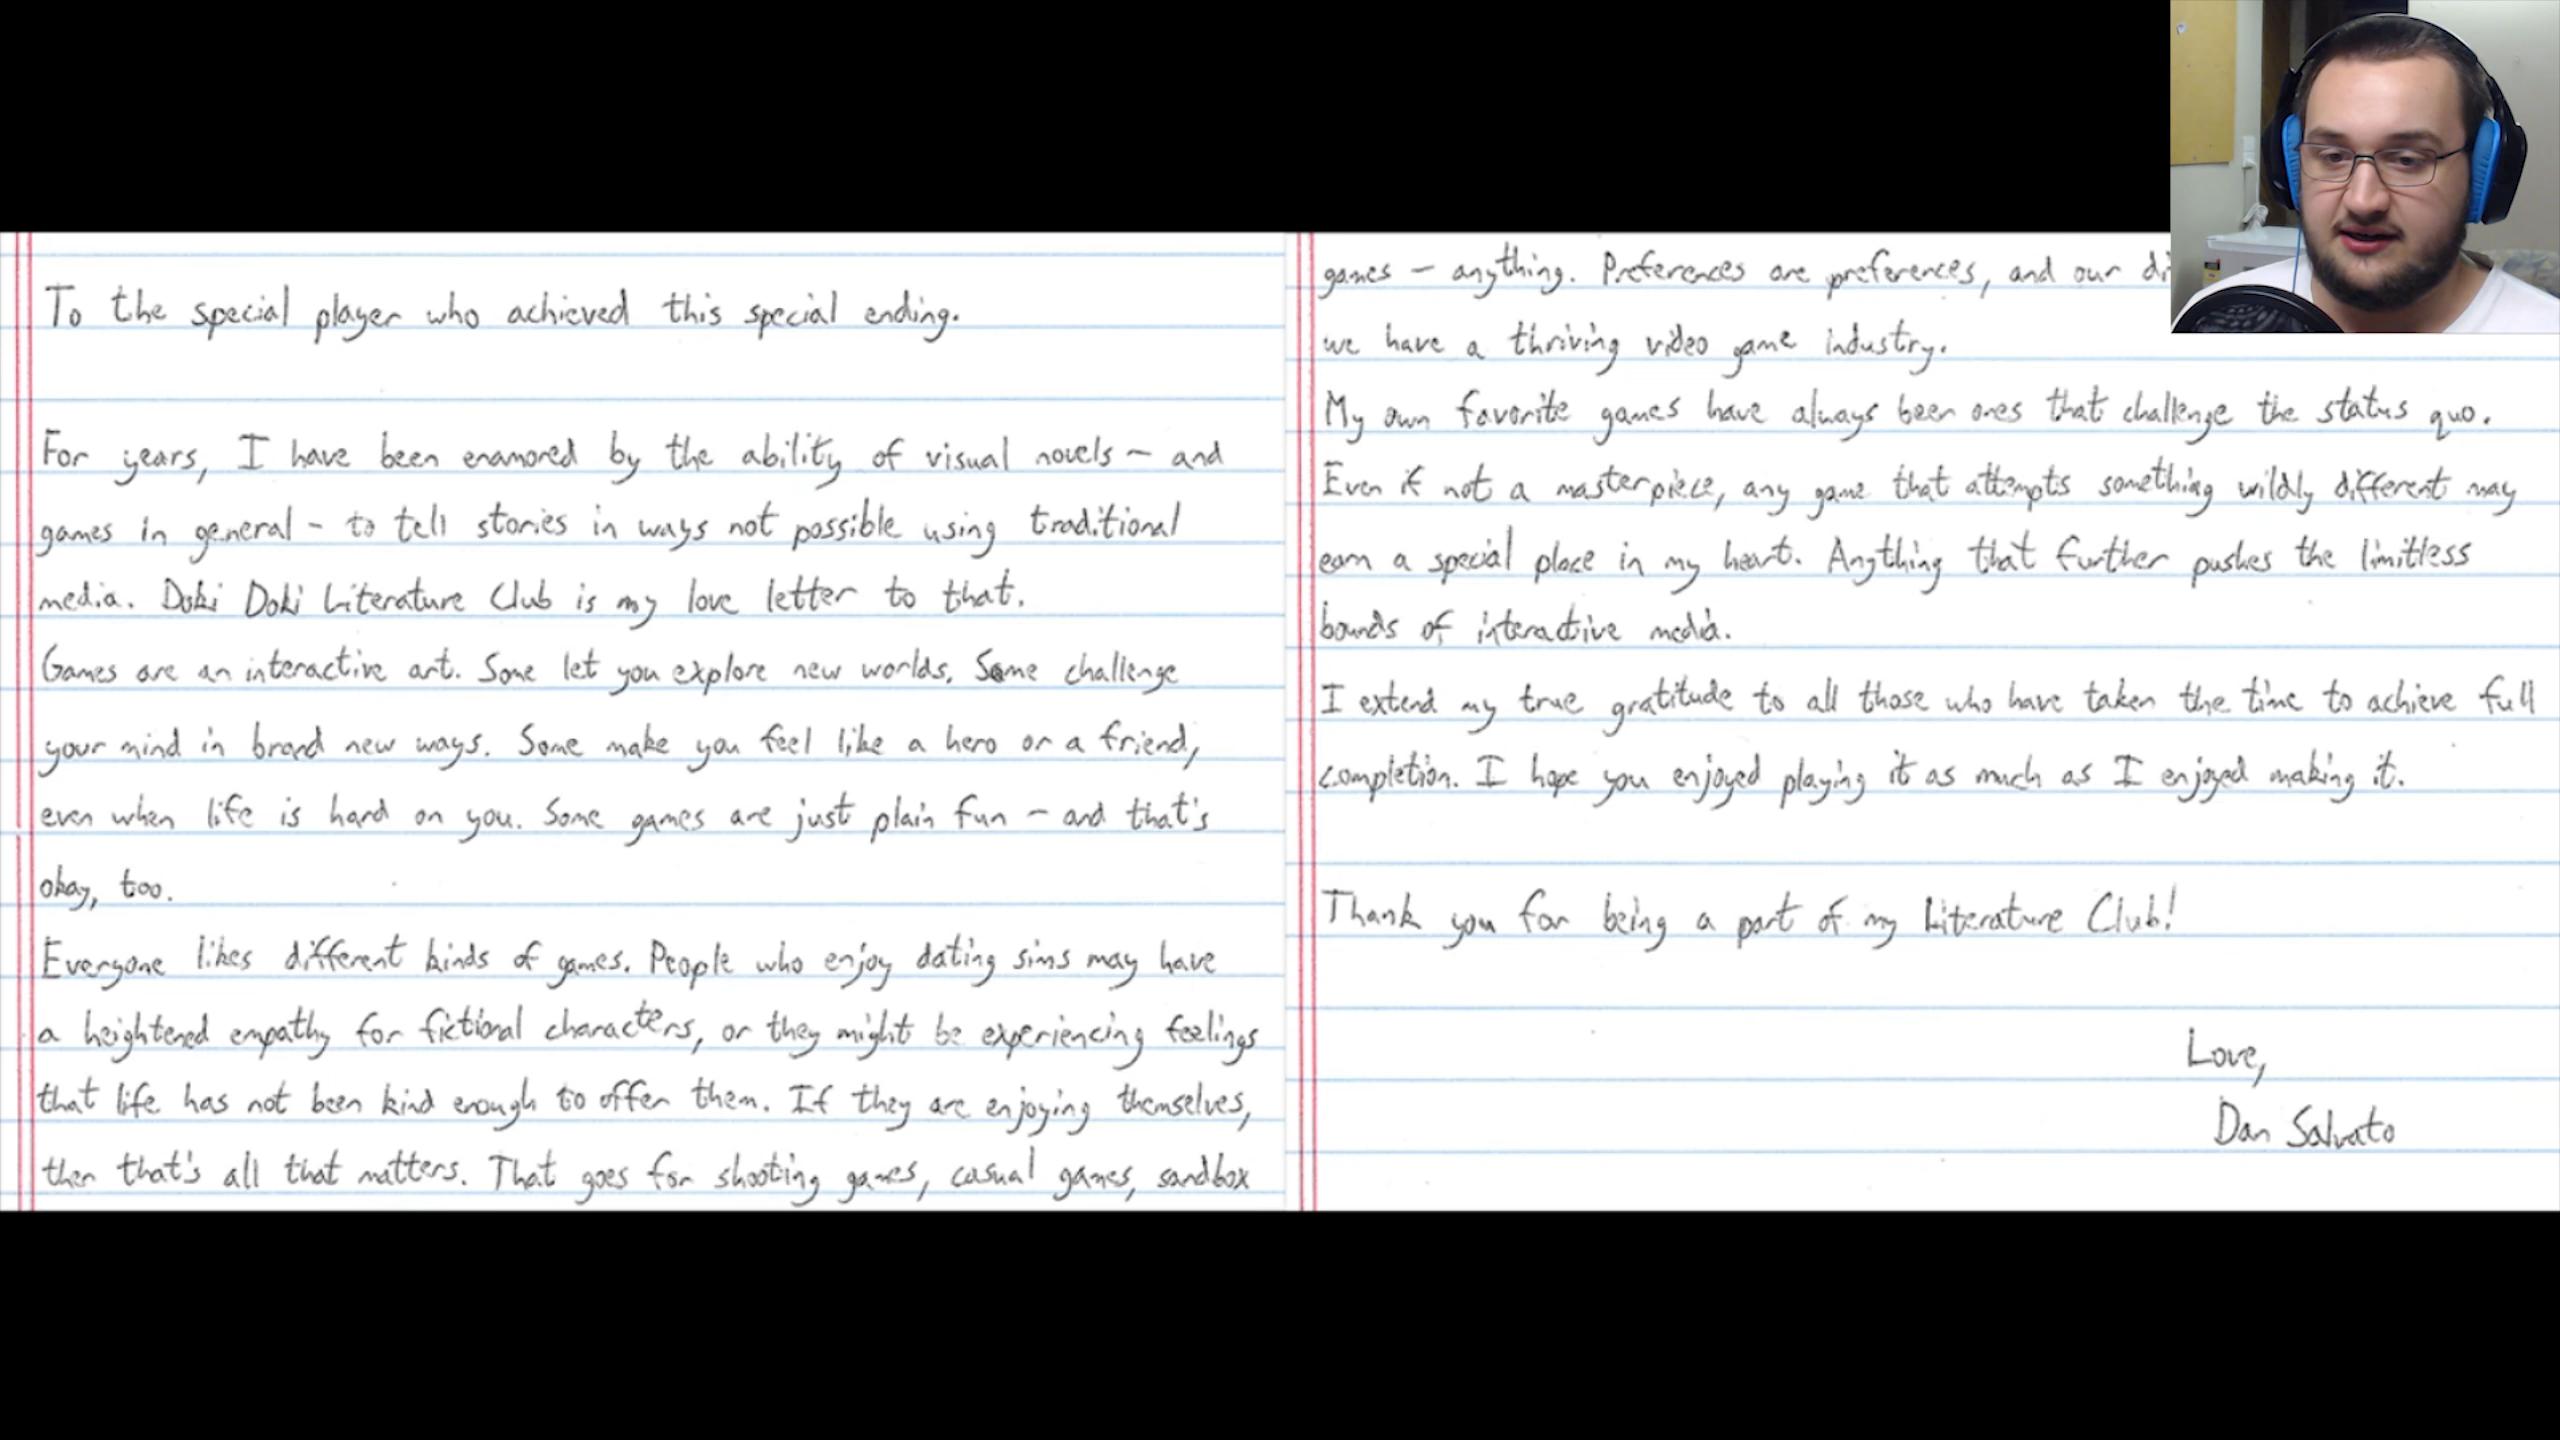 To the special player who achieved this special ending.
For years, I have been enamored by the ability of visual novels - and
games in general - to tell stories in ways not possible using traditional
media. Doki Doki Literature Club is my love letter to that.
Games are an interactive art. Some let you explore new worlds. Some challenge
your mind in brand new ways. Some make you feel like a hero or a friend,
even when life is hard on you. Some games are just plain fun - and that's
okay, too.
Everyone likes different kinds of games. People who enjoy dating sims may have
a heightened empathy for fictional characters, or they might be experiencing feelings
that life has not been kind enough to offer them. If they are enjoying themselves,
then that's all that matters. That goes for shooting games, casual games, sandbox
games - anything. Preferences are preferences, and our
we have a thriving video game industry.
My own favorite games have always been ones that challenge the status quo.
Even if not a masterpiece, any game that attempts something wildly different may
earn a special place in my heart. Anything that further pushes the limitless
bounds of interactive media.
I extend my true gratitude to all those who have taken the time to achieve full
completion. I hope you enjoyed playing it as much as I enjoyed making it.
Thank you for being a part of my Literature Club!
Love,
Dan Salvato